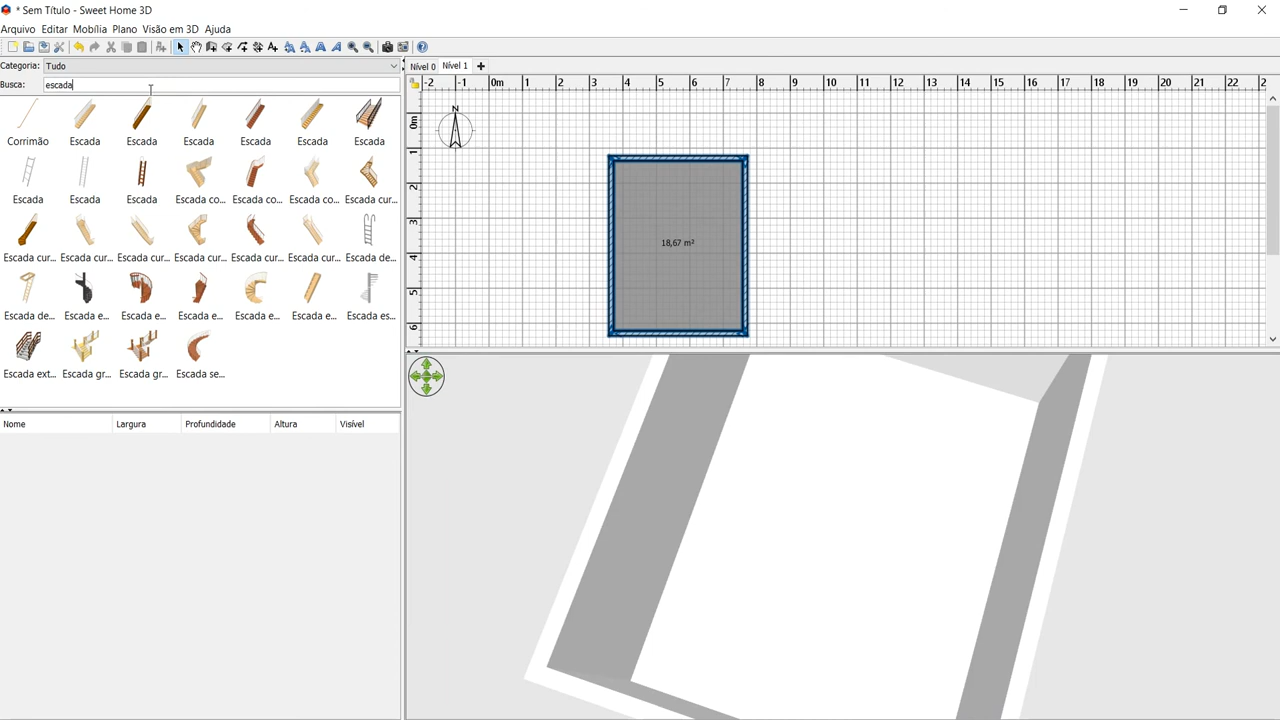 * Sem Título - Sweet Home 3D
Arquivo Editar Mobília Plano Visão em 3D Ajuda
Categoria: Tudo
Busca: escada
Corrimão Escada Escada Escada Escada Escada Escada
Escada Escada Escada Escada co... Escada co... Escada co... Escada cur...
Escada cur... Escada cur... Escada cur... Escada cur... Escada cur... Escada cur... Escada de...
Escada de... Escada e... Escada e... Escada e... Escada e... Escada e... Escada es...
Escada ext... Escada gr... Escada gr... Escada se...
Nome Largura Profundidade Altura Visível
Nível 0 Nível 1
-2 -1 0m 1 2 3 4 5 6 7 8 9 10 11 12 13 14 15 16 17 18 19 20 21 22 2
0m
1
2
3
4
5
6
N
18,67 m²